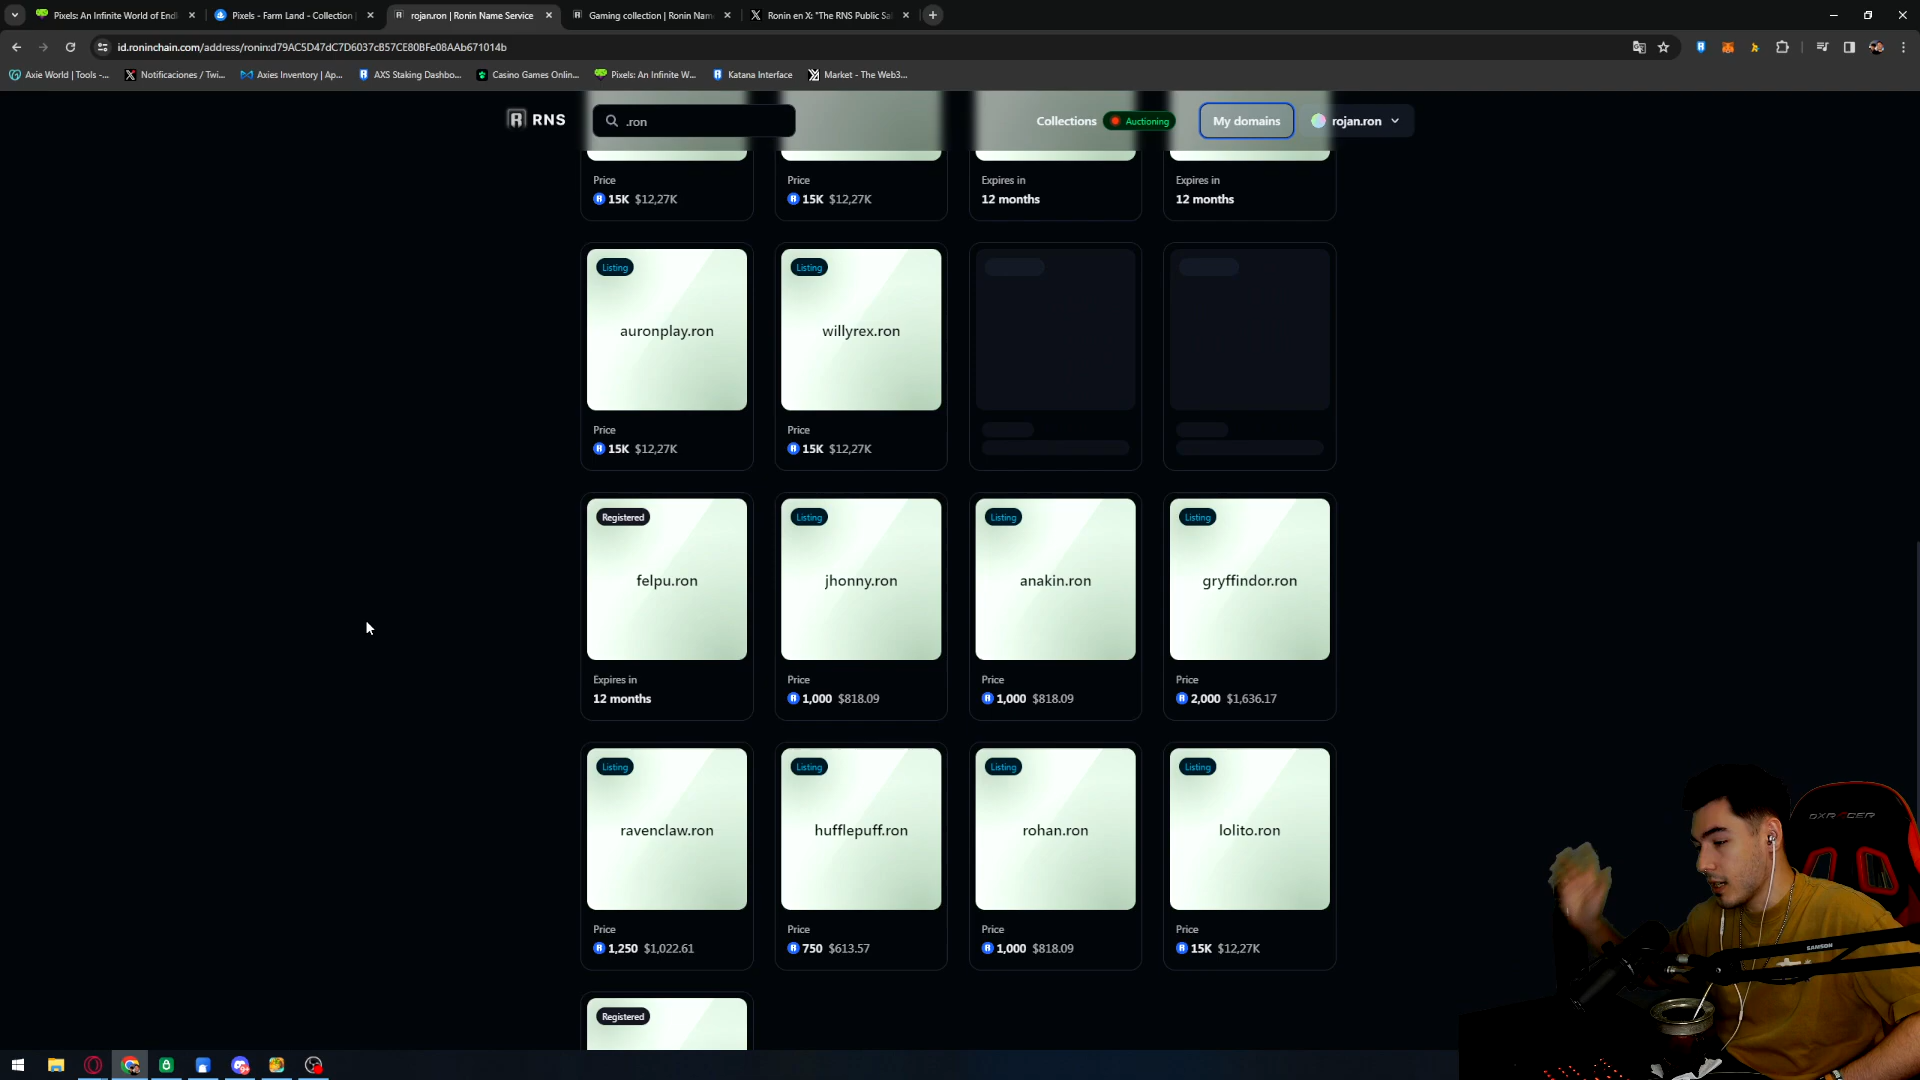 Pixels: An Infinite World of Endl
Pixels - Farm Land - Collection
rojan.ron | Ronin Name Service
Gaming collection | Ronin Nam
Ronin en X: "The RNS Public Sal
id.roninchain.com/address/ronin:d79AC5D47dC7D6037cB57CE80BFe08AAb671014b
Axie World | Tools -...
Notificaciones / Twi...
Axies Inventory | Ap...
AXS Staking Dashbo...
Casino Games Onlin...
Pixels: An Infinite W...
Katana Interface
Market - The Web3...
RNS
.ron
Collections
Auctioning
My domains
rojan.ron
Price
15K $12,27K
Price
15K $12,27K
Expires in
12 months
Expires in
12 months
Listing
auronplay.ron
Price
15K $12,27K
Listing
willyrex.ron
Price
15K $12,27K
Registered
felpu.ron
Expires in
12 months
Listing
jhonny.ron
Price
1,000 $818.09
Listing
anakin.ron
Price
1,000 $818.09
Listing
gryffindor.ron
Price
2,000 $1,636.17
Listing
ravenclaw.ron
Price
1,250 $1,022.61
Listing
hufflepuff.ron
Price
750 $613.57
Listing
rohan.ron
Price
1,000 $818.09
Listing
lolito.ron
Price
15K $12,27K
Registered
DXRACER
SAMSON